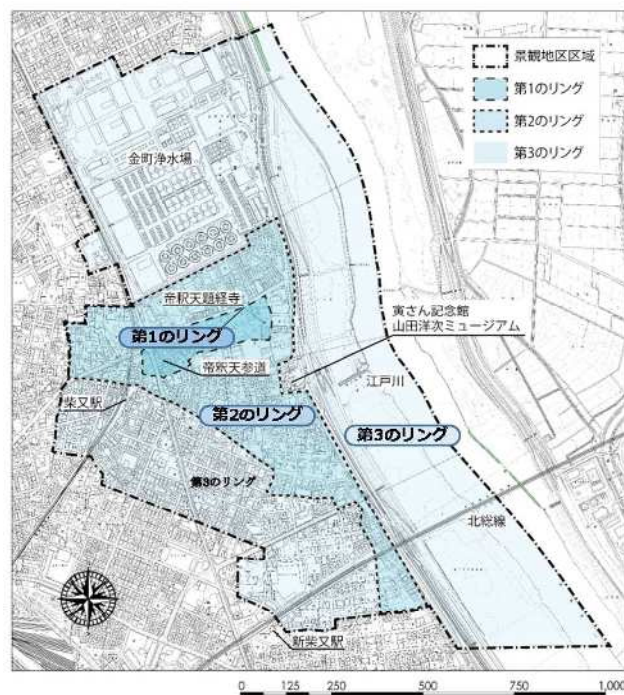 景観地区区域
第1のリング
第2のリング
第3のリング
金町浄水場
帝釈天題経寺
第1のリング
帝釈天参道
寅さん記念館
山田洋次ミュージアム
江戸川
柴又駅
第2のリング
第3のリング
第3のリング
北総線
新柴又駅
0 125 250 500 750 1,000